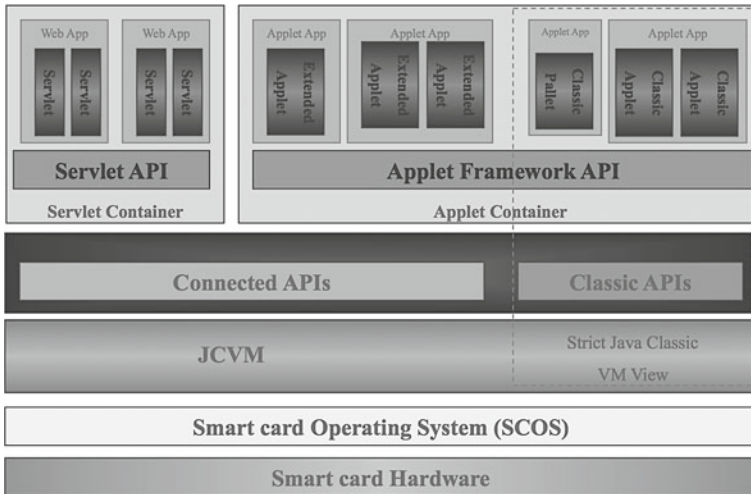 Web App
Web App
Applet App
Applet App
Applet App
Applet App
Servlet
Servlet
Servlet
Servlet
Extended
Applet
Extended
Applet
Extended
Applet
Classic
Pallet
Classic
Applet
Classic
Applet
Servlet API
Applet Framework API
Servlet Container
Applet Container
Connected APIs
Classic APIs
JCVM
Strict Java Classic
VM View
Smart card Operating System (SCOS)
Smart card Hardware